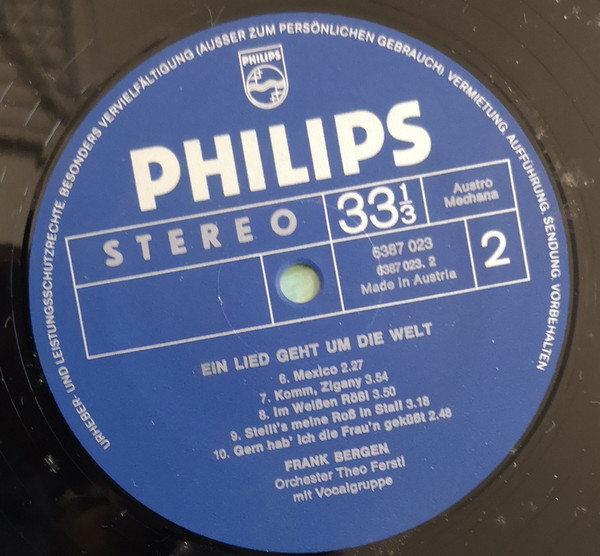 URHEBER- UND LEISTUNGSSCHUTZRECHTE. BESONDERS VERVIELFÄLTIGUNG (AUSSER ZUM PERSÖNLICHEN GEBRAUCH), VERMIETUNG, AUFFÜHRUNG, SENDUNG, VORBEHALTEN
PHILIPS
PHILIPS
STEREO
33 1/3
Austro
Mechana
6387 023
6387 023. 2
Made in Austria
2
EIN LIED GEHT UM DIE WELT
6. Mexico 2.27
7. Komm, Zigany 3.54
8. Im Weißen Rößl 3.50
9. Stellt's meine Roß in Stall 3.18
10. Gern hab' ich die Frau'n geküßt 2.48
FRANK BERGEN
Orchester Theo Ferstl
mit Vocalgruppe